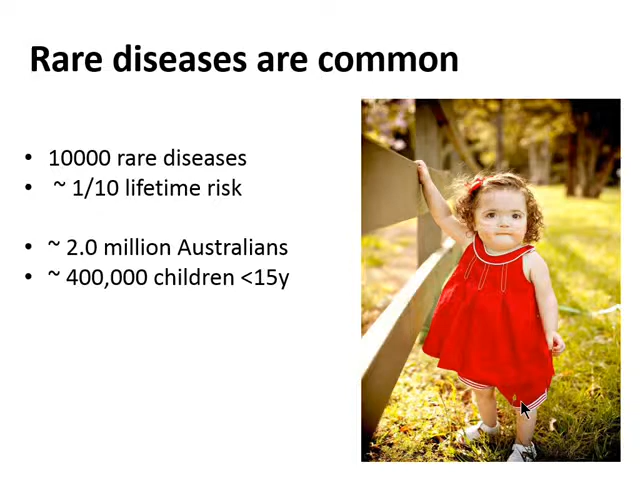 Rare diseases are common
• 10000 rare diseases
• ~ 1/10 lifetime risk
• ~ 2.0 million Australians
• ~ 400,000 children <15y